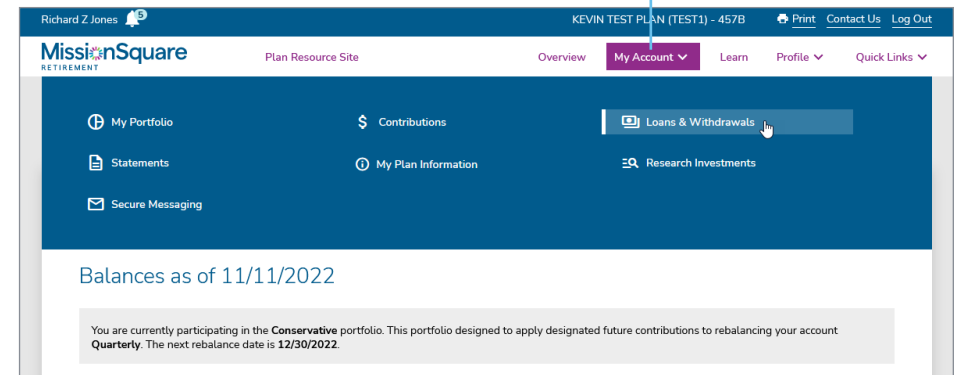 Richard Z Jones 5 KEVIN TEST PLAN (TEST1) - 457B Print Contact Us Log Out
MissionSquare
RETIREMENT
Plan Resource Site Overview My Account Learn Profile Quick Links
My Portfolio $ Contributions Loans & Withdrawals
Statements My Plan Information Research Investments
Secure Messaging
Balances as of 11/11/2022
You are currently participating in the Conservative portfolio. This portfolio designed to apply designated future contributions to rebalancing your account
Quarterly. The next rebalance date is 12/30/2022.